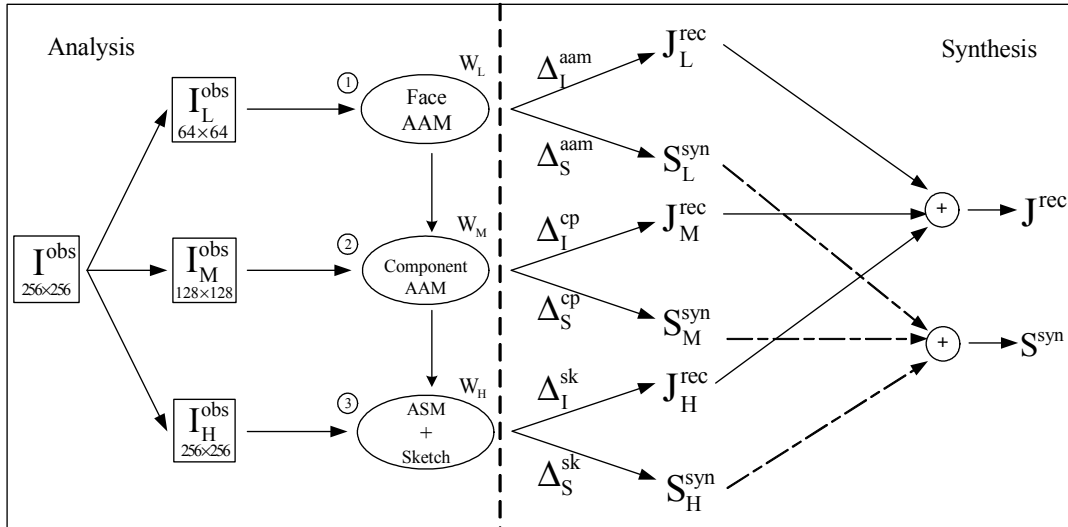 Analysis
Synthesis
I^obs
256×256
I_L^obs
64×64
I_M^obs
128×128
I_H^obs
256×256
① W_L
Face
AAM
② W_M
Component
AAM
③ W_H
ASM
+
Sketch
Δ_I^aam
Δ_S^aam
Δ_I^cp
Δ_S^cp
Δ_I^sk
Δ_S^sk
J_L^rec
S_L^syn
J_M^rec
S_M^syn
J_H^rec
S_H^syn
+
J^rec
+
S^syn